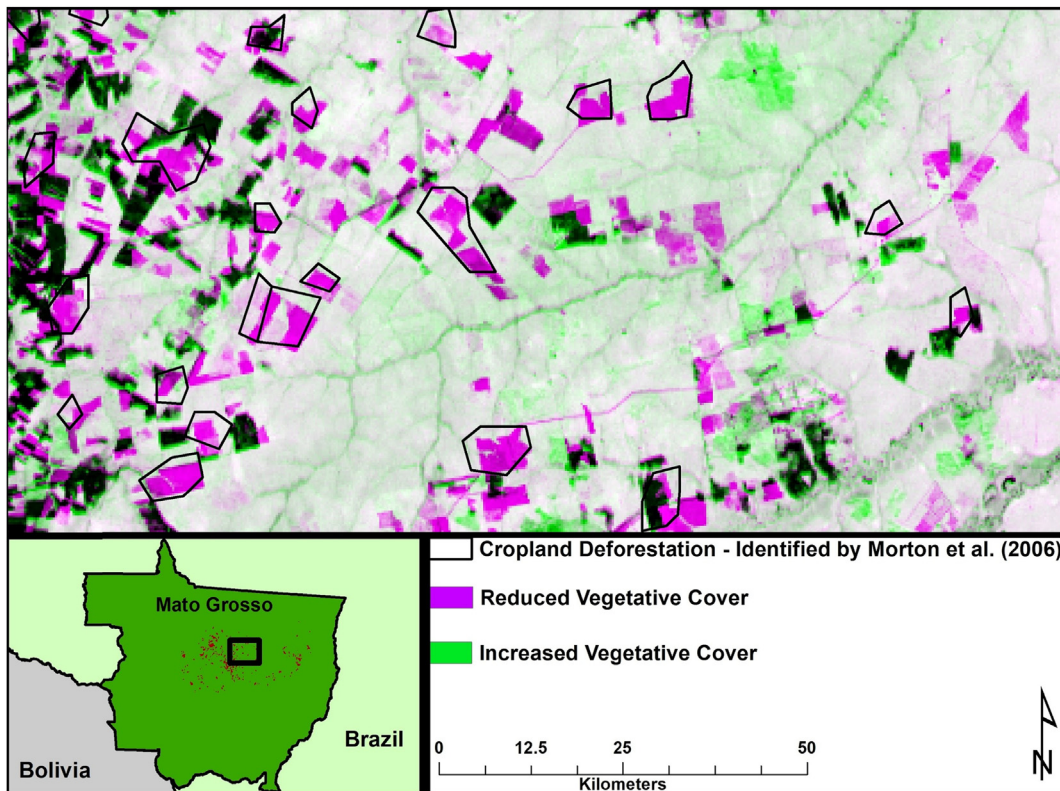 Cropland Deforestation - Identified by Morton et al. (2006)
Reduced Vegetative Cover
Increased Vegetative Cover
Mato Grosso
Brazil
Bolivia
0 12.5 25 50
Kilometers
N